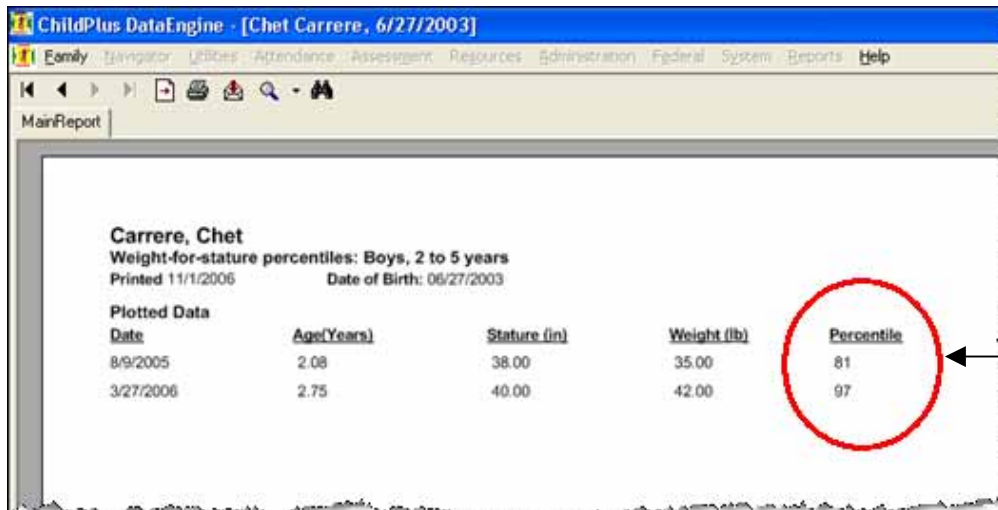 ChildPlus DataEngine - [Chet Carrere, 6/27/2003]
Family Navigator Utilities Attendance Assessment Resources Administration Federal System Reports Help
MainReport
Carrere, Chet
Weight-for-stature percentiles: Boys, 2 to 5 years
Printed 11/1/2006 Date of Birth: 06/27/2003
Plotted Data
Date Age(Years) Stature (in) Weight (lb) Percentile
8/9/2005 2.08 38.00 35.00 81
3/27/2006 2.75 40.00 42.00 97